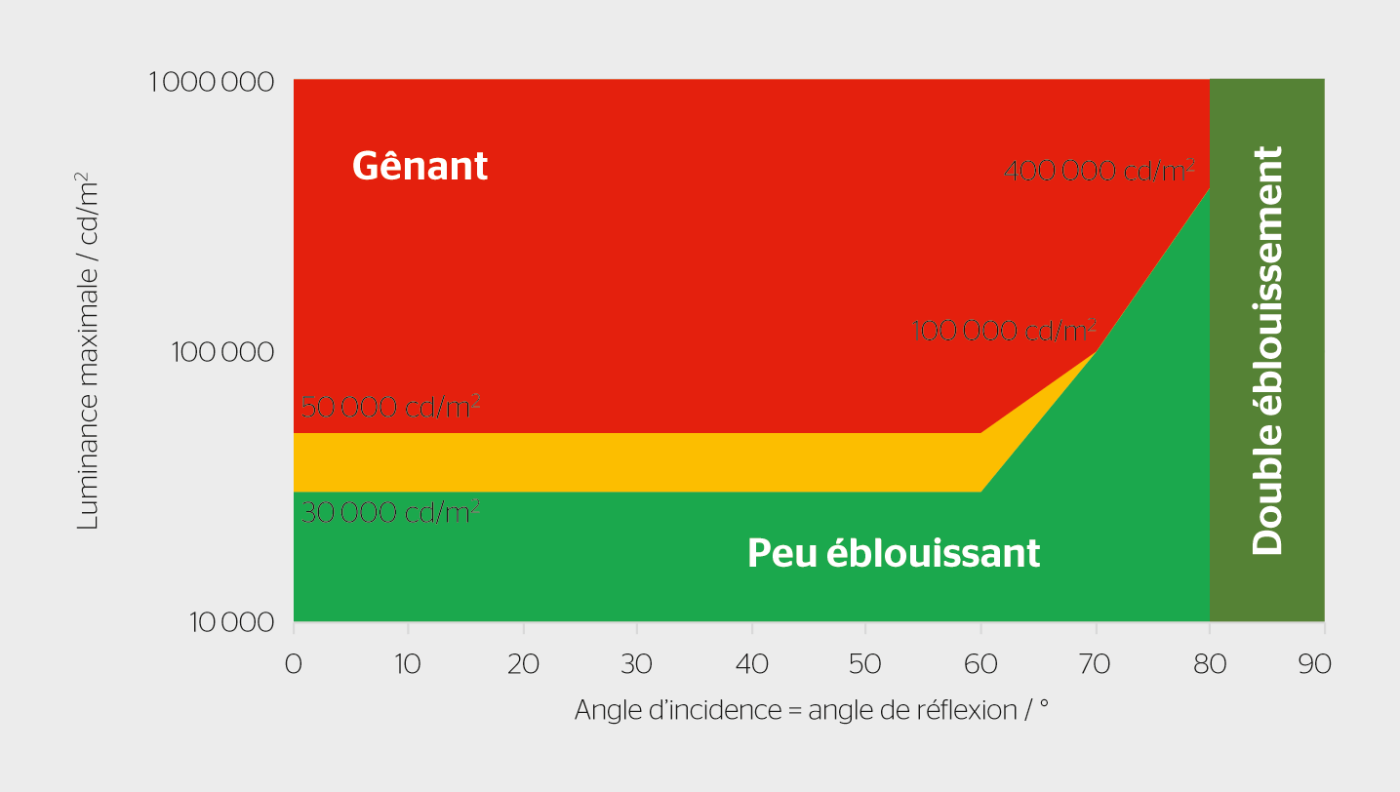 1 000 000
Gênant
400 000 cd/m²
Double éblouissement
Luminance maximale / cd/m²
100 000 cd/m²
100 000
50 000 cd/m²
30 000 cd/m²
Peu éblouissant
10 000
0 10 20 30 40 50 60 70 80 90
Angle d’incidence = angle de réflexion / °